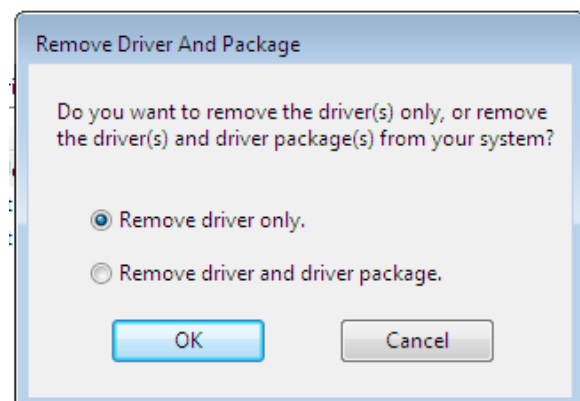 Remove Driver And Package
Do you want to remove the driver(s) only, or remove
the driver(s) and driver package(s) from your system?
Remove driver only.
Remove driver and driver package.
OK Cancel